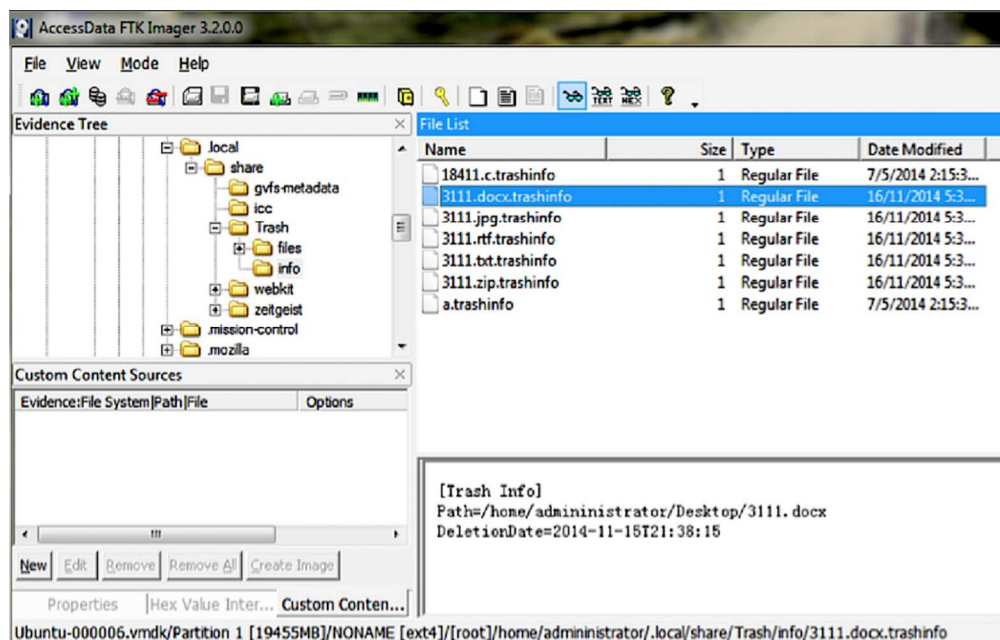 AccessData FTK Imager 3.2.0.0
File View Mode Help
TEXT HEX
Evidence Tree
.local
share
gvfs-metadata
icc
Trash
files
info
webkit
zeitgeist
.mission-control
.mozilla
Custom Content Sources
Evidence:File System|Path|File Options
New Edit Remove Remove All Create Image
Properties Hex Value Inter... Custom Conten...
File List
Name Size Type Date Modified
18411.c.trashinfo 1 Regular File 7/5/2014 2:15:3...
3111.docx.trashinfo 1 Regular File 16/11/2014 5:3...
3111.jpg.trashinfo 1 Regular File 16/11/2014 5:3...
3111.rtf.trashinfo 1 Regular File 16/11/2014 5:3...
3111.txt.trashinfo 1 Regular File 16/11/2014 5:3...
3111.zip.trashinfo 1 Regular File 16/11/2014 5:3...
a.trashinfo 1 Regular File 7/5/2014 2:15:3...
[Trash Info]
Path=/home/admininistrator/Desktop/3111.docx
DeletionDate=2014-11-15T21:38:15
Ubuntu-000006.vmdk/Partition 1 [19455MB]/NONAME [ext4]/[root]/home/admininistrator/.local/share/Trash/info/3111.docx.trashinfo